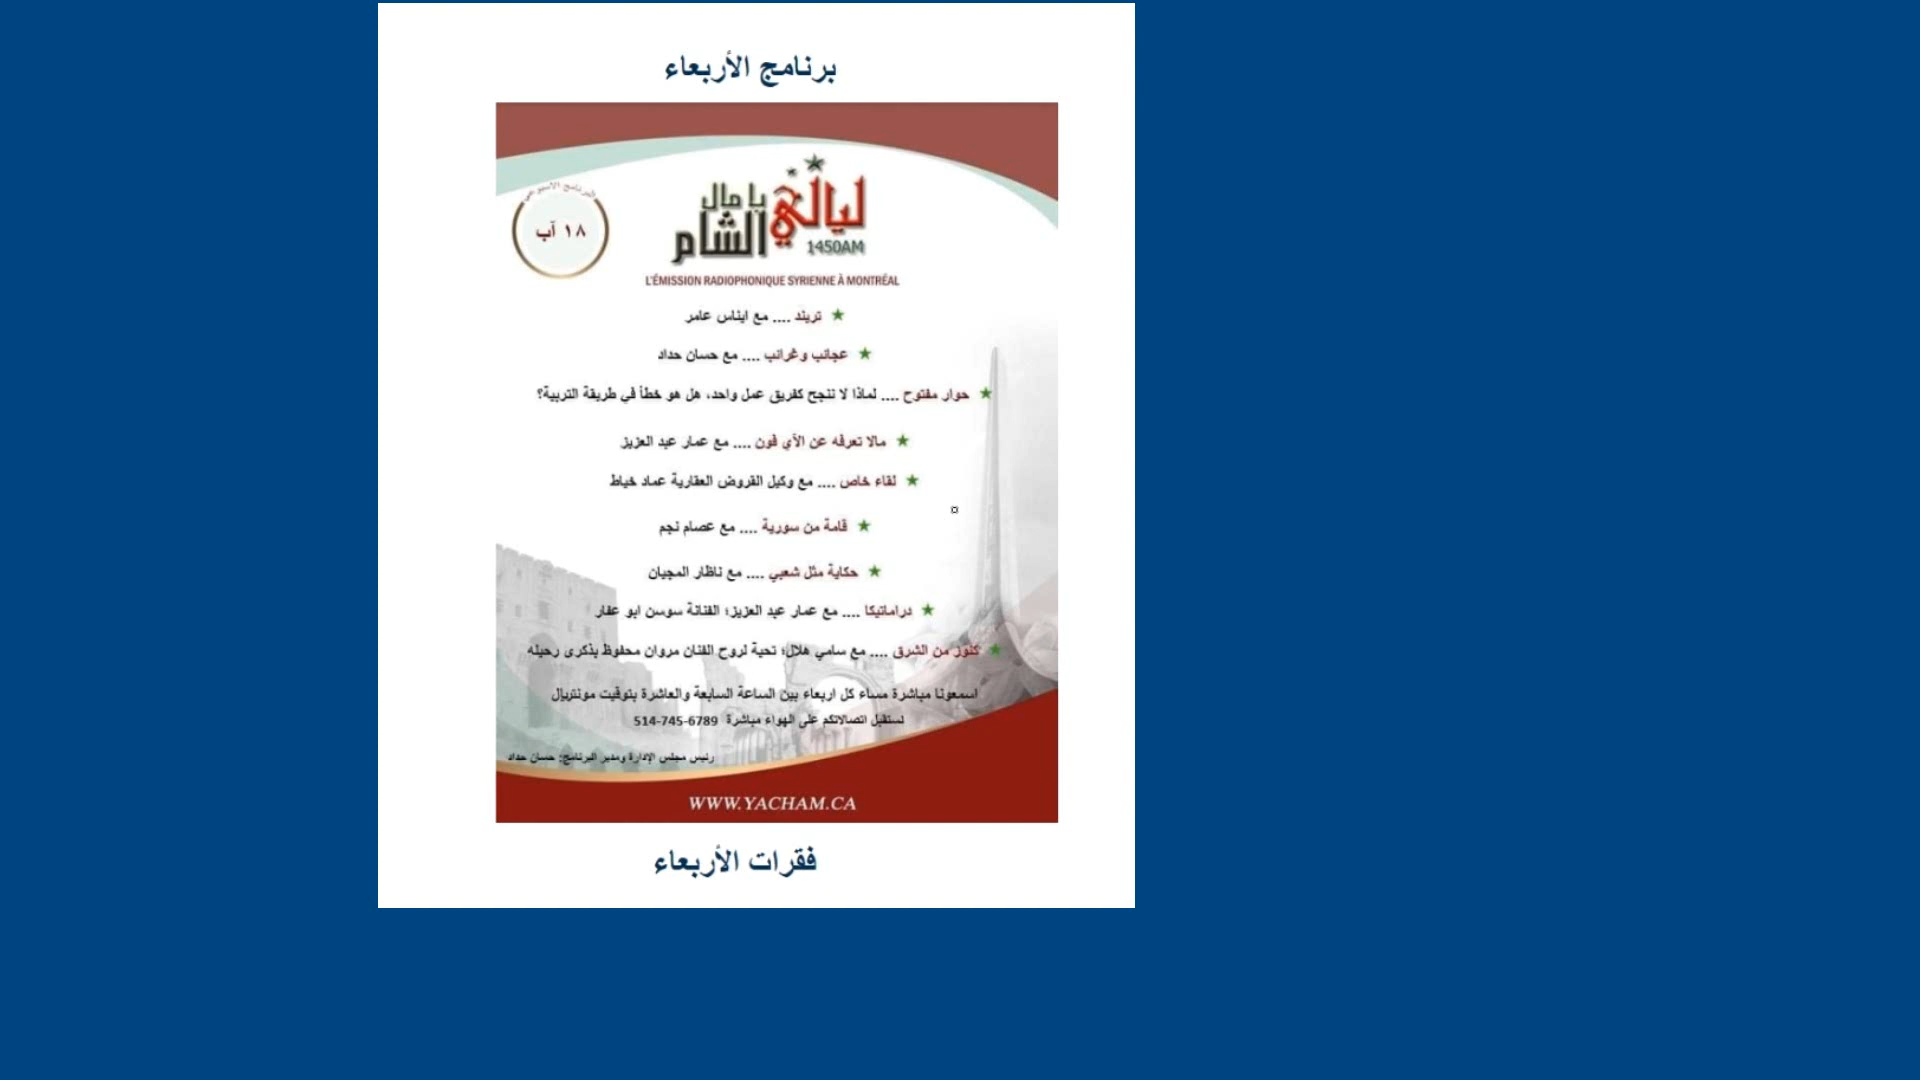 برنامج الأربعاء
البرنامج الاسبوعي
١٨ آب
ليالي يا مال الشام
1450AM
L'ÉMISSION RADIOPHONIQUE SYRIENNE À MONTRÉAL
تريند .... مع ايناس عامر
عجائب وغرائب .... مع حسان حداد
حوار مفتوح .... لماذا لا ننجح كفريق عمل واحد، هل هو خطأ في طريقة التربية؟
مالا تعرفه عن الآي فون .... مع عمار عبد العزيز
لقاء خاص .... مع وكيل القروض العقارية عماد خياط
قامة من سورية .... مع عصام نجم
حكاية مثل شعبي .... مع ناظار المجيان
دراماتيكا .... مع عمار عبد العزيز؛ الفنانة سوسن ابو عفار
كنوز من الشرق .... مع سامي هلال؛ تحية لروح الفنان مروان محفوظ بذكرى رحيله
اسمعونا مباشرة مساء كل اربعاء بين الساعة السابعة والعاشرة بتوقيت مونتريال
نستقبل اتصالاتكم على الهواء مباشرة 514-745-6789
رئيس مجلس الإدارة ومدير البرنامج: حسان حداد
WWW.YACHAM.CA
فقرات الأربعاء